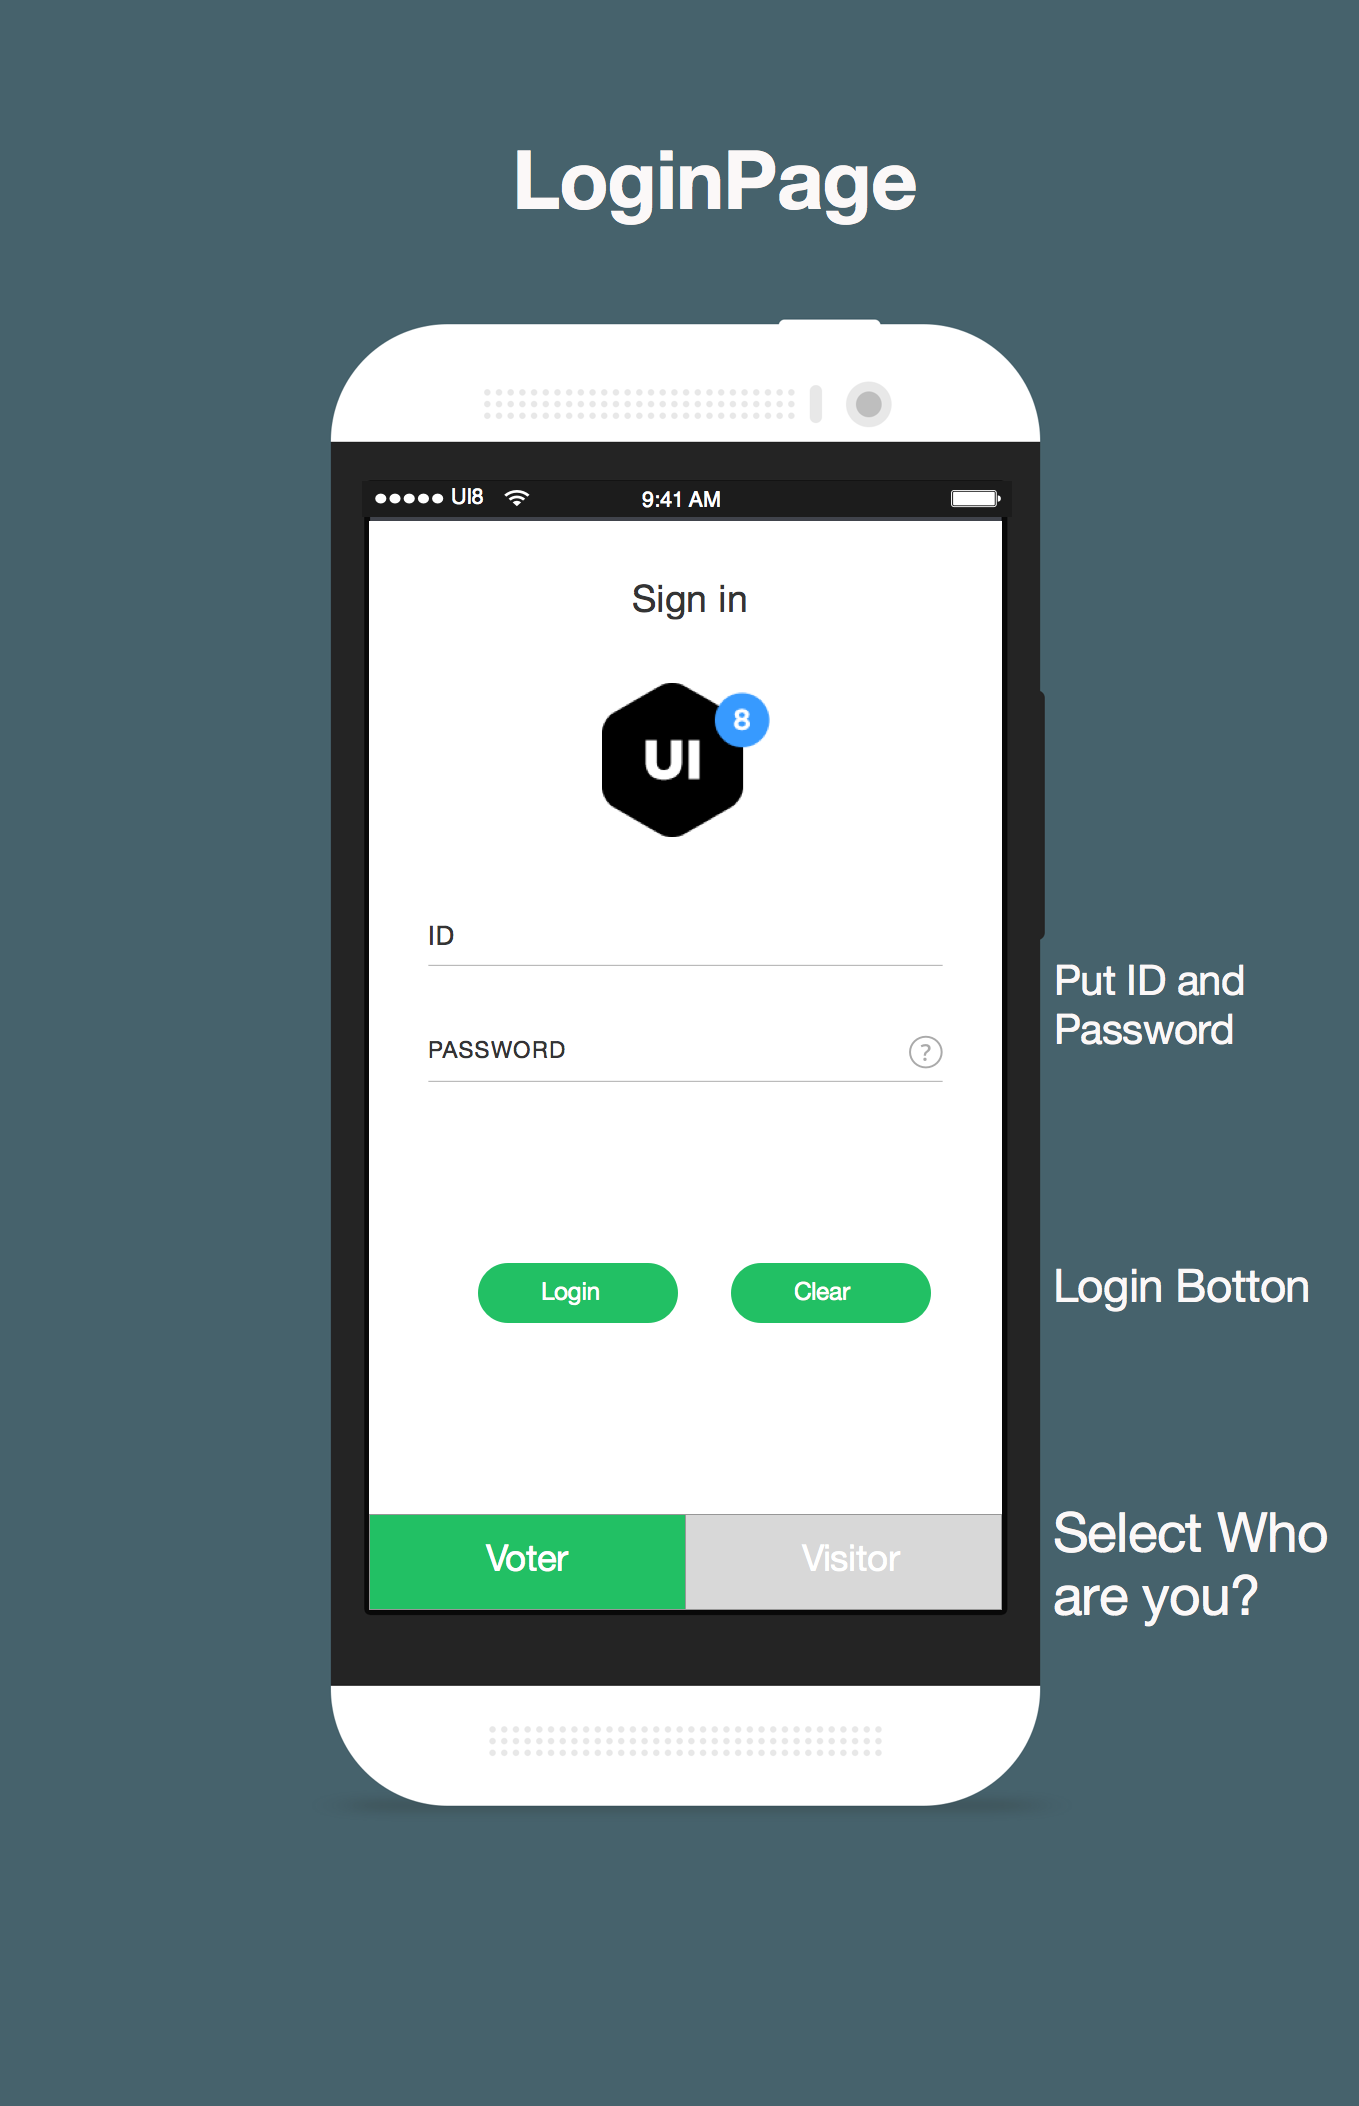 LoginPage
UI8
9:41 AM
Sign in
UI
8
ID
PASSWORD
?
Put ID and
Password
Login
Clear
Login Botton
Voter
Visitor
Select Who
are you?